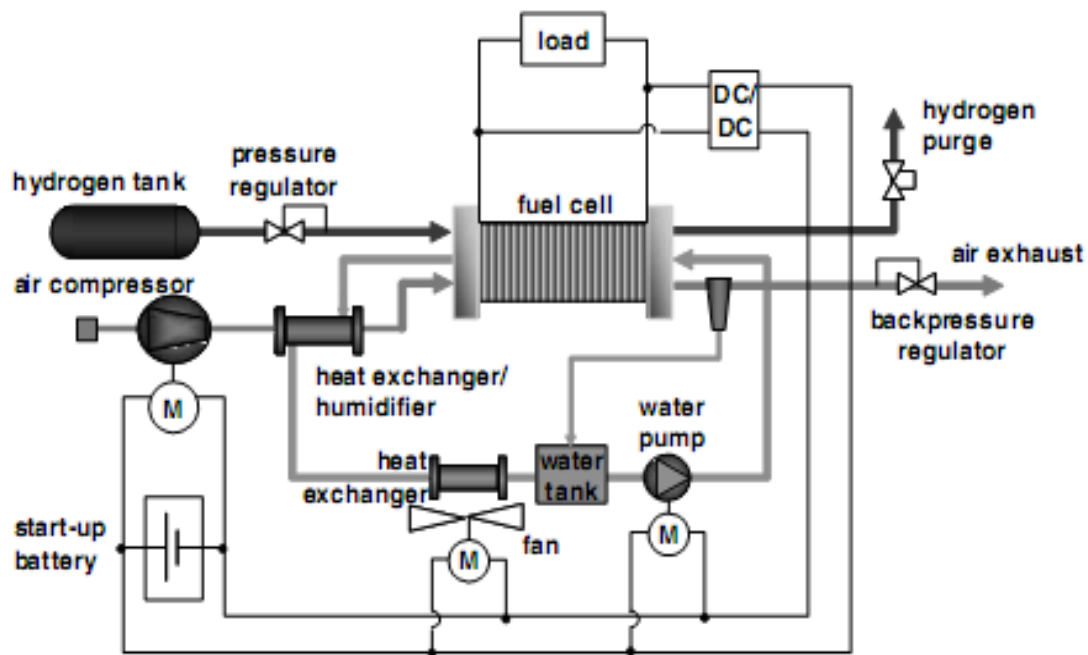 load
DC/
DC
hydrogen
purge
pressure
regulator
hydrogen tank
fuel cell
air exhaust
air compressor
backpressure
regulator
heat exchanger/
humidifier
M
water
pump
heat
exchanger
water
tank
start-up
battery
fan
M
M